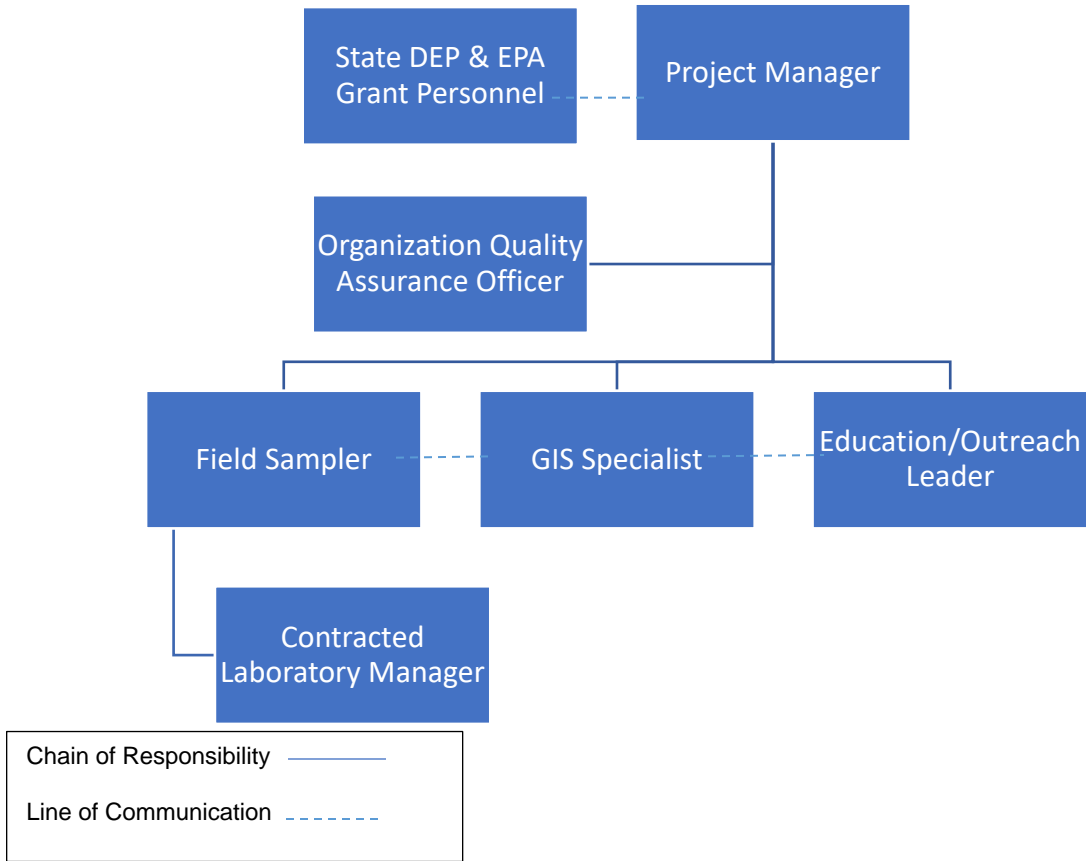 State DEP & EPA
Grant Personnel
Project Manager
Organization Quality
Assurance Officer
Field Sampler
GIS Specialist
Education/Outreach
Leader
Contracted
Laboratory Manager
Chain of Responsibility
Line of Communication